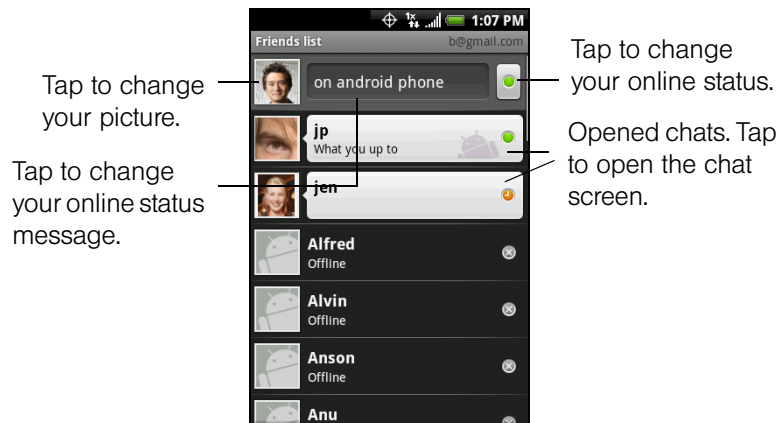 1x 1:07 PM
Friends list b@gmail.com
on android phone
jp
What you up to
jen
Alfred
Offline
Alvin
Offline
Anson
Offline
Anu
Tap to change
your picture.
Tap to change
your online status
message.
Tap to change
your online status.
Opened chats. Tap
to open the chat
screen.